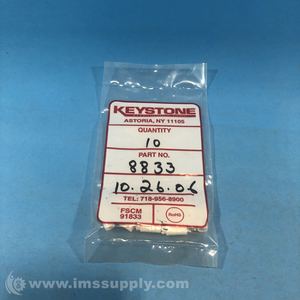 KEYSTONE
ASTORIA, NY 11105
QUANTITY
10
PART NO.
8833
10.26.06
TEL: 718-956-8900
FSCM
91833
RoHS
© www.imssupply.com